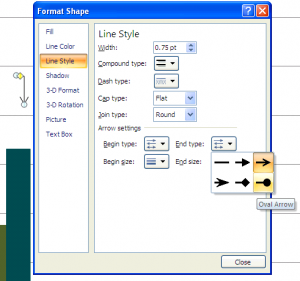 Format Shape
Fill
Line Color
Line Style
Shadow
3-D Format
3-D Rotation
Picture
Text Box
Line Style
Width: 0.75 pt
Compound type:
Dash type:
Cap type: Flat
Join type: Round
Arrow settings
Begin type: End type:
Begin size: End size:
Oval Arrow
Close